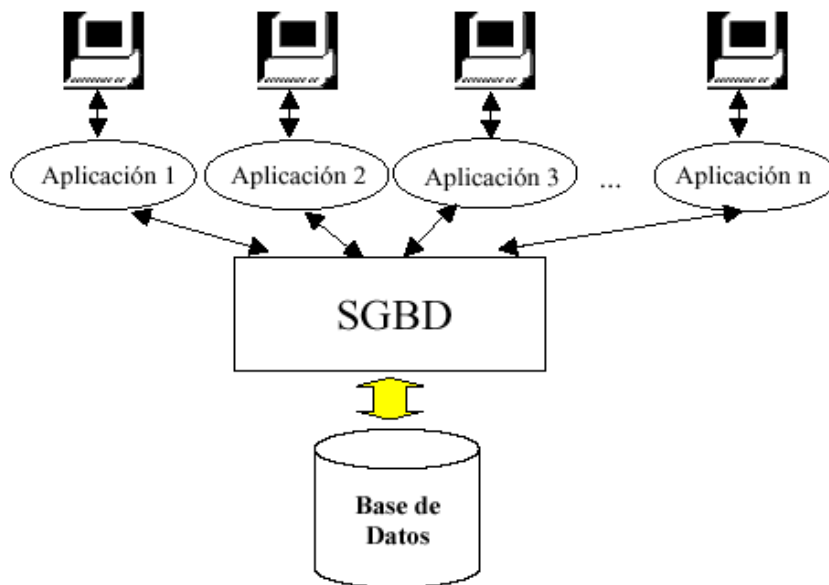 Aplicación 1
Aplicación 2
Aplicación 3
...
Aplicación n
SGBD
Base de
Datos